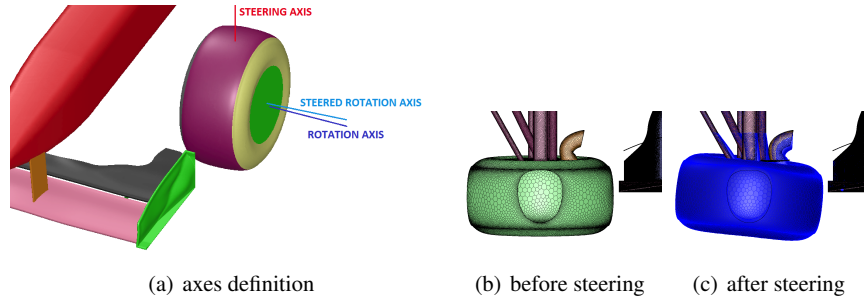 STEERING AXIS
STEERED ROTATION AXIS
ROTATION AXIS
(a) axes definition
(b) before steering
(c) after steering